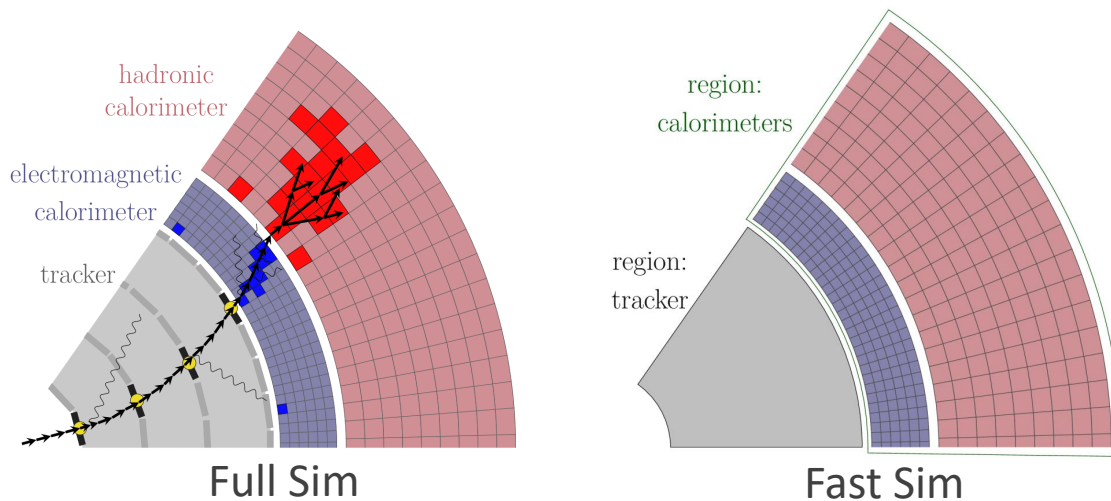 hadronic
calorimeter
electromagnetic
calorimeter
tracker
Full Sim
region:
calorimeters
region:
tracker
Fast Sim